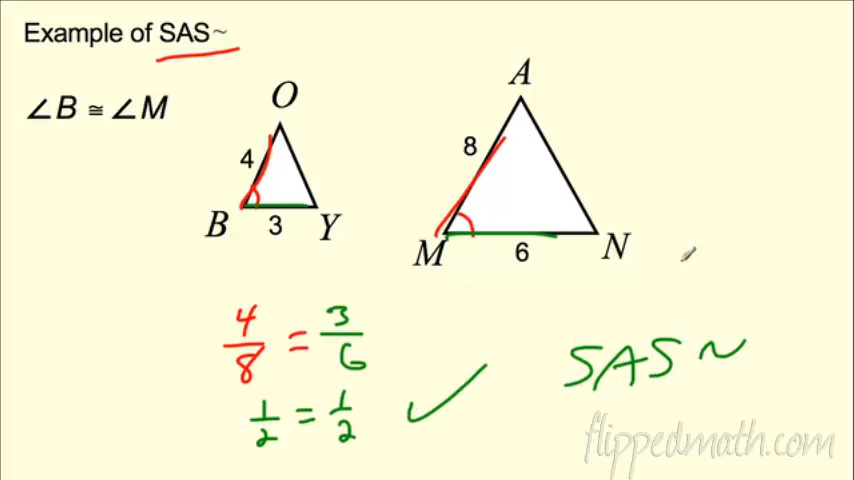 Example of SAS~
∠B ≅ ∠M
O
A
4
8
B
3
Y
M
6
N
4/8 = 3/6
1/2 = 1/2 ✓
SAS ~
flippedmath.com